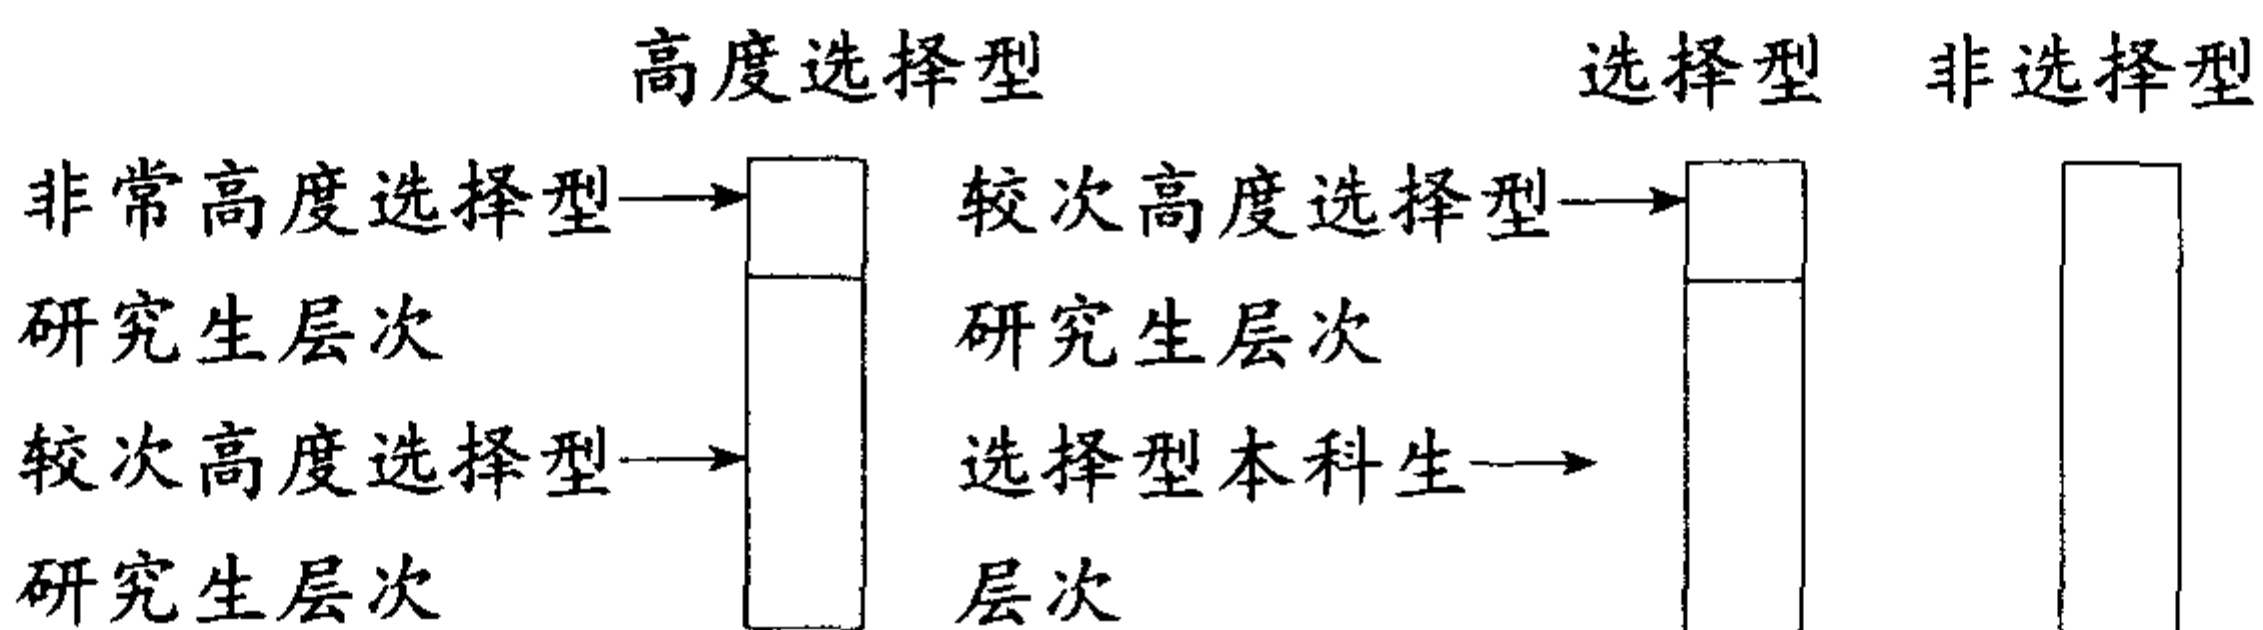 高度选择型 选择型 非选择型
非常高度选择型 较次高度选择型
研究生层次 研究生层次
较次高度选择型 选择型本科生
研究生层次 层次